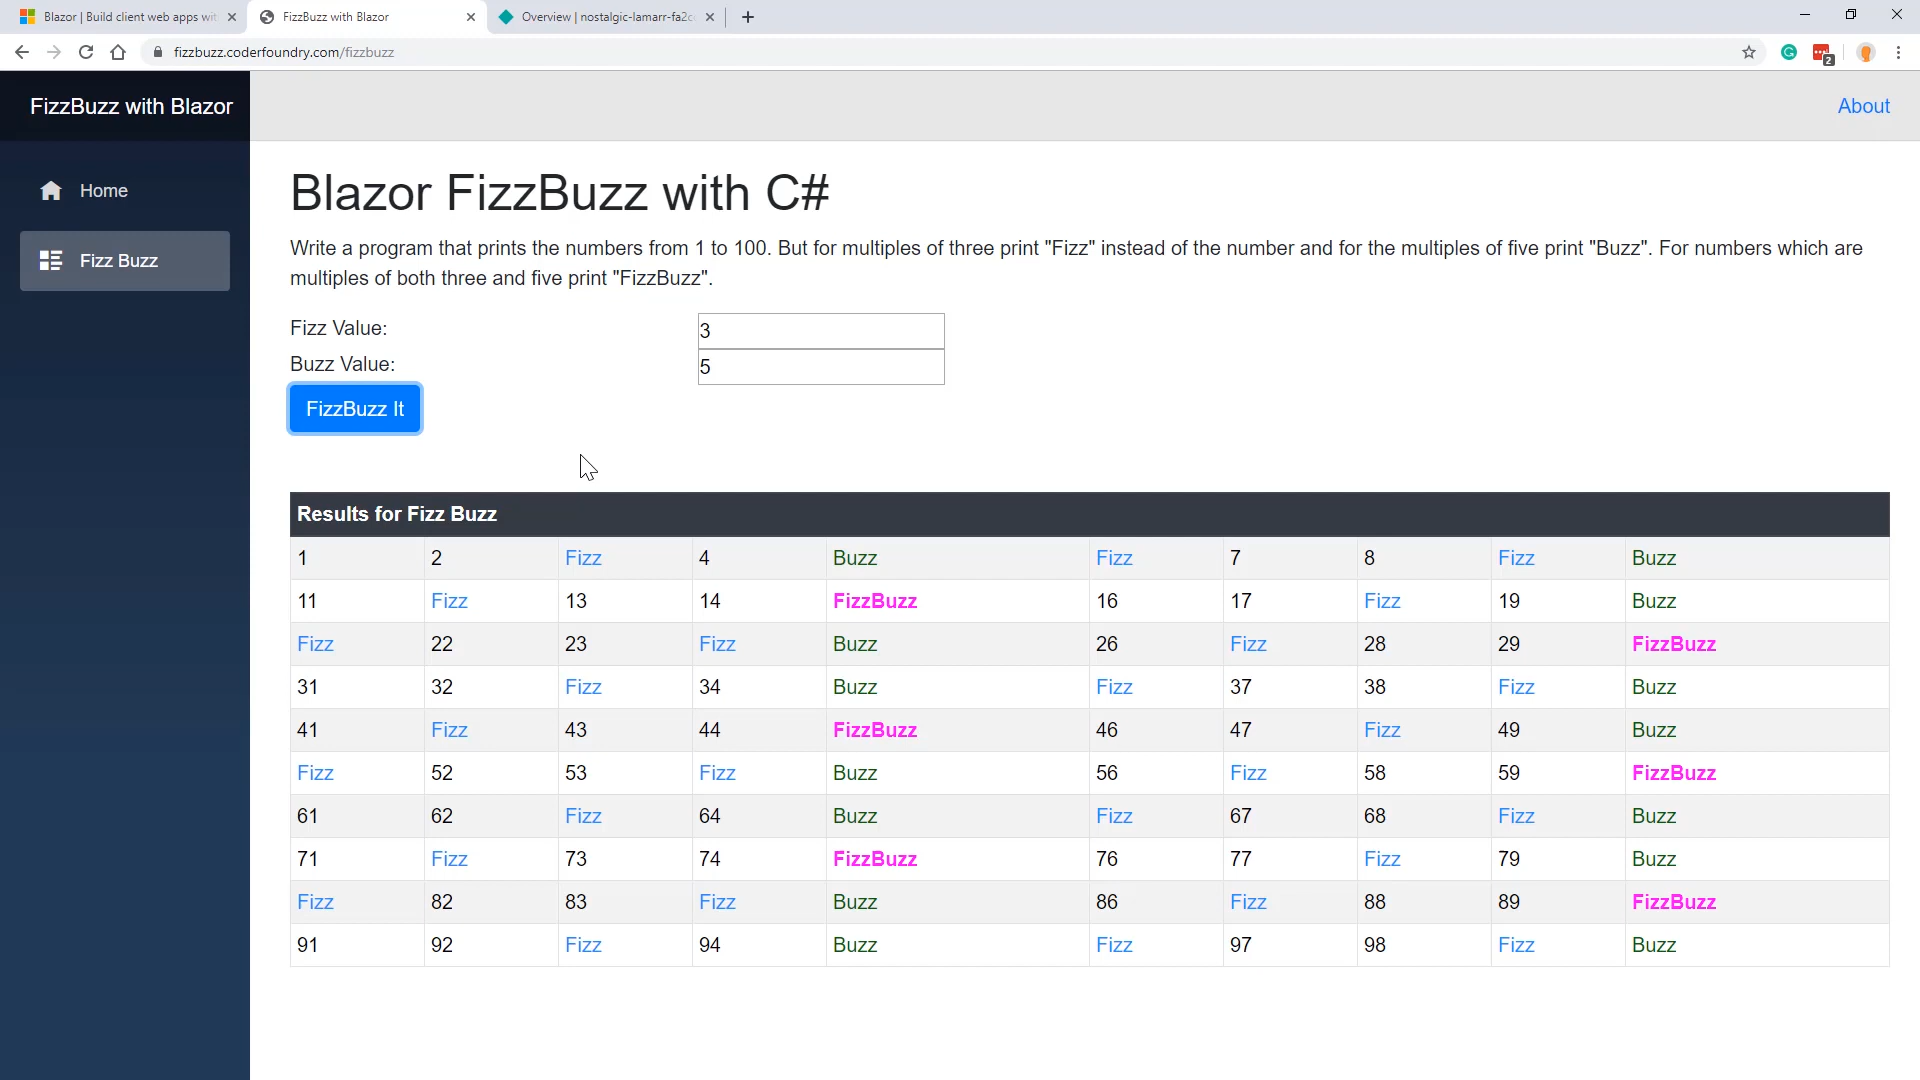 Blazor | Build client web apps wit
FizzBuzz with Blazor
Overview | nostalgic-lamarr-fa2c
fizzbuzz.coderfoundry.com/fizzbuzz
2
FizzBuzz with Blazor
About
Home
Fizz Buzz
Blazor FizzBuzz with C#
Write a program that prints the numbers from 1 to 100. But for multiples of three print "Fizz" instead of the number and for the multiples of five print "Buzz". For numbers which are
multiples of both three and five print "FizzBuzz".
Fizz Value: 3
Buzz Value: 5
FizzBuzz It
Results for Fizz Buzz
1 2 Fizz 4 Buzz Fizz 7 8 Fizz Buzz
11 Fizz 13 14 FizzBuzz 16 17 Fizz 19 Buzz
Fizz 22 23 Fizz Buzz 26 Fizz 28 29 FizzBuzz
31 32 Fizz 34 Buzz Fizz 37 38 Fizz Buzz
41 Fizz 43 44 FizzBuzz 46 47 Fizz 49 Buzz
Fizz 52 53 Fizz Buzz 56 Fizz 58 59 FizzBuzz
61 62 Fizz 64 Buzz Fizz 67 68 Fizz Buzz
71 Fizz 73 74 FizzBuzz 76 77 Fizz 79 Buzz
Fizz 82 83 Fizz Buzz 86 Fizz 88 89 FizzBuzz
91 92 Fizz 94 Buzz Fizz 97 98 Fizz Buzz